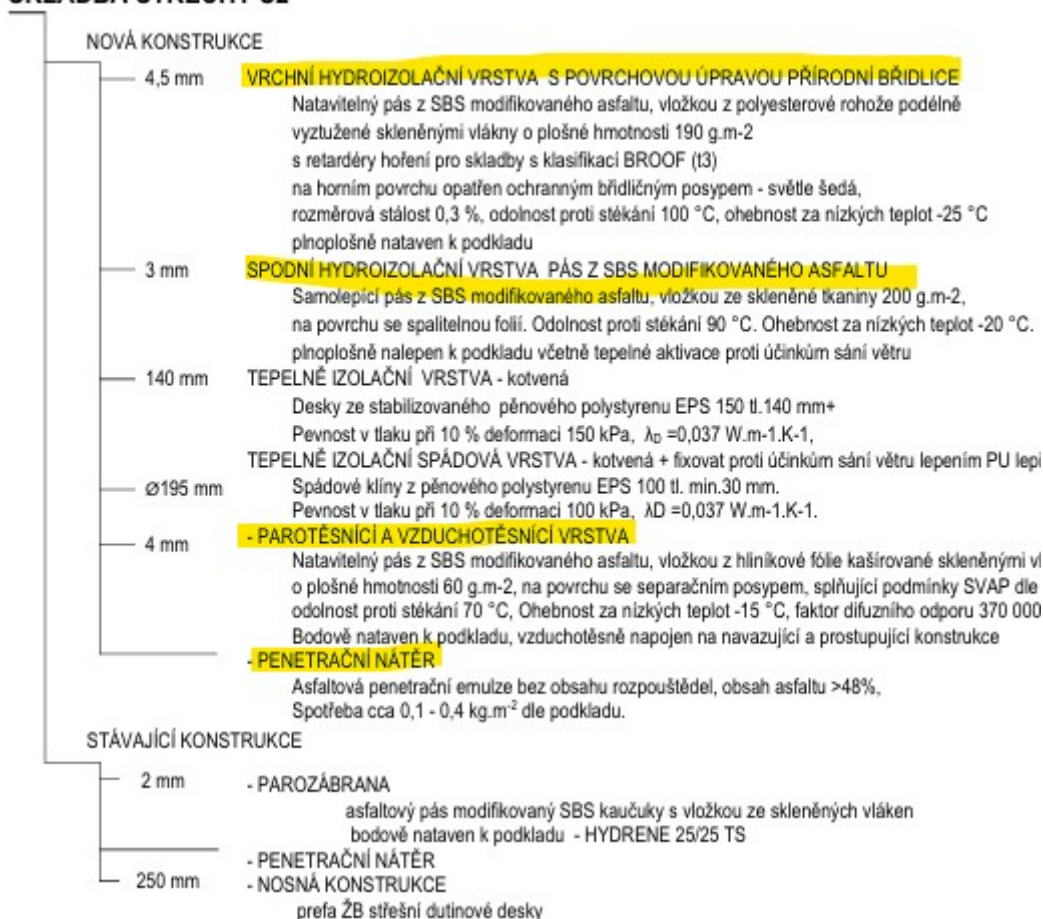 NOVÁ KONSTRUKCE
4,5 mm VRCHNÍ HYDROIZOLAČNÍ VRSTVA S POVRCHOVOU ÚPRAVOU PŘÍRODNÍ BŘIDLICE
Natavitelný pás z SBS modifikovaného asfaltu, vložkou z polyesterové rohože podélně
vyztužené skleněnými vlákny o plošné hmotnosti 190 g.m-2
s retardéry hoření pro skladby s klasifikací BROOF (t3)
na horním povrchu opatřen ochranným břidličným posypem - světle šedá,
rozměrová stálost 0,3 %, odolnost proti stékání 100 °C, ohebnost za nízkých teplot -25 °C
plnoplošně nataven k podkladu
3 mm SPODNÍ HYDROIZOLAČNÍ VRSTVA PÁS Z SBS MODIFIKOVANÉHO ASFALTU
Samolepící pás z SBS modifikovaného asfaltu, vložkou ze skleněné tkaniny 200 g.m-2,
na povrchu se spalitelnou folií. Odolnost proti stékání 90 °C. Ohebnost za nízkých teplot -20 °C.
plnoplošně nalepen k podkladu včetně tepelné aktivace proti účinkům sání větru
140 mm TEPELNĚ IZOLAČNÍ VRSTVA - kotvená
Desky ze stabilizovaného pěnového polystyrenu EPS 150 tl.140 mm+
Pevnost v tlaku při 10 % deformaci 150 kPa, λD =0,037 W.m-1.K-1,
TEPELNĚ IZOLAČNÍ SPÁDOVÁ VRSTVA - kotvená + fixovat proti účinkům sání větru lepením PU
Ø195 mm Spádové klíny z pěnového polystyrenu EPS 100 tl. min.30 mm.
Pevnost v tlaku při 10 % deformaci 100 kPa, λD =0,037 W.m-1.K-1.
4 mm - PAROTĚSNÍCÍ A VZDUCHOTĚSNÍCÍ VRSTVA
Natavitelný pás z SBS modifikovaného asfaltu, vložkou z hliníkové fólie kašírované skleněnými
o plošné hmotnosti 60 g.m-2, na povrchu se separačním posypem, splňující podmínky SVAP dle
odolnost proti stékání 70 °C, Ohebnost za nízkých teplot -15 °C, faktor difuzního odporu 370 000
Bodově nataven k podkladu, vzduchotěsně napojen na navazující a prostupující konstrukce
- PENETRAČNÍ NÁTĚR
Asfaltová penetrační emulze bez obsahu rozpouštědel, obsah asfaltu >48%,
Spotřeba cca 0,1 - 0,4 kg.m-2 dle podkladu.
STÁVAJÍCÍ KONSTRUKCE
2 mm - PAROZÁBRANA
asfaltový pás modifikovaný SBS kaučuky s vložkou ze skleněných vláken
bodově nataven k podkladu - HYDRENE 25/25 TS
- PENETRAČNÍ NÁTĚR
250 mm - NOSNÁ KONSTRUKCE
prefa ŽB střešní dutinové desky